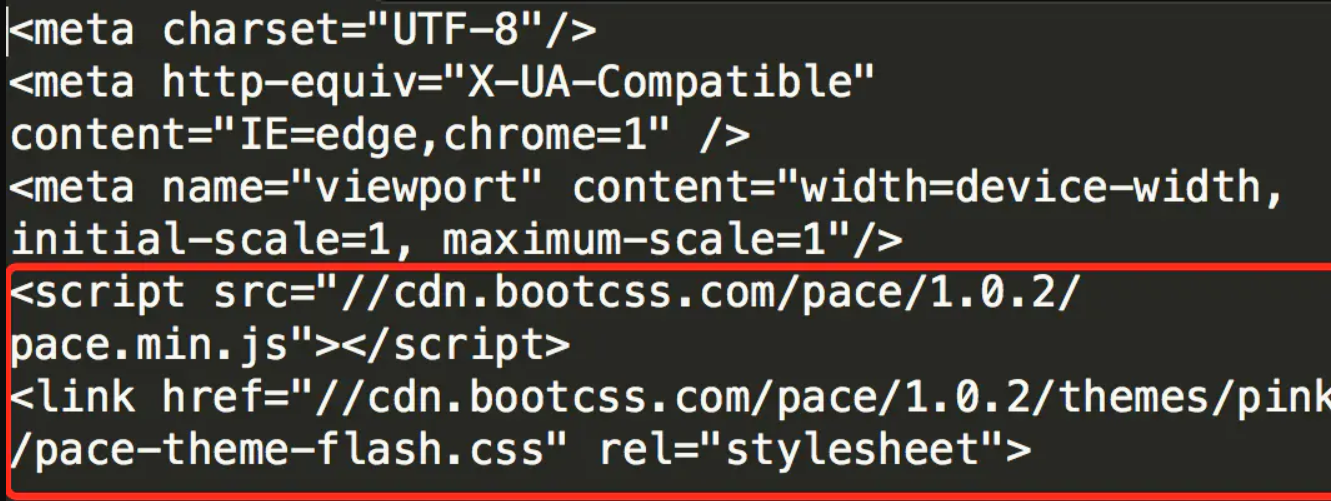 <meta charset="UTF-8"/>
<meta http-equiv="X-UA-Compatible"
content="IE=edge,chrome=1" />
<meta name="viewport" content="width=device-width,
initial-scale=1, maximum-scale=1"/>
<script src="//cdn.bootcss.com/pace/1.0.2/
pace.min.js"></script>
<link href="//cdn.bootcss.com/pace/1.0.2/themes/pink
/pace-theme-flash.css" rel="stylesheet">